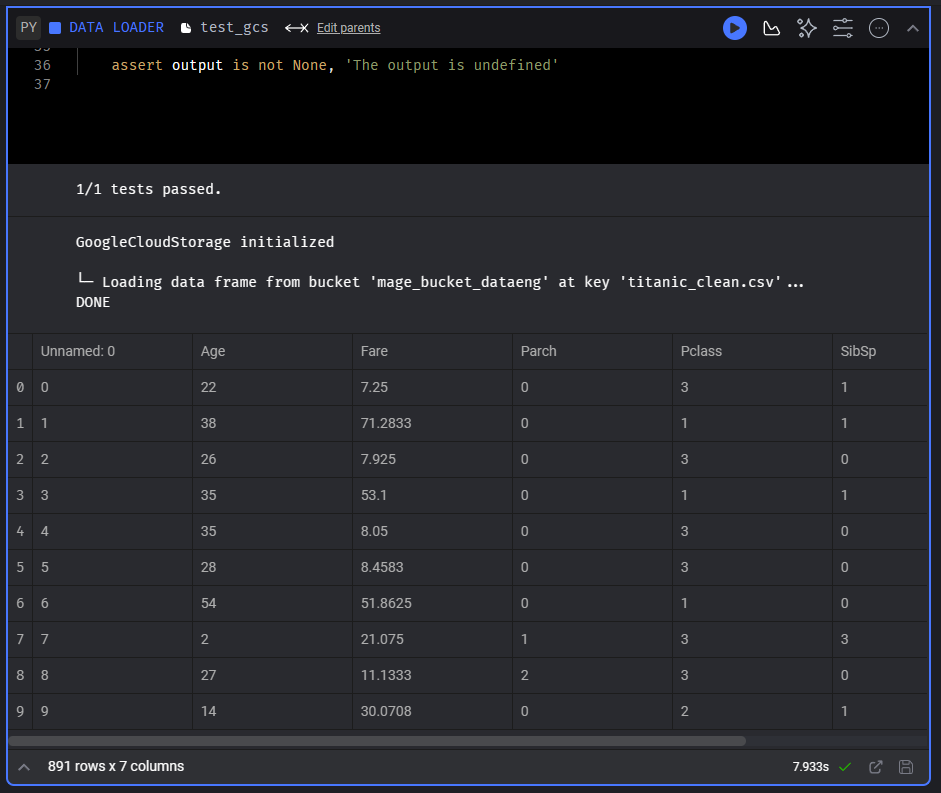 PY DATA LOADER test_gcs Edit parents
36 assert output is not None, 'The output is undefined'
37
1/1 tests passed.
GoogleCloudStorage initialized
└─ Loading data frame from bucket 'mage_bucket_dataeng' at key 'titanic_clean.csv'...
DONE
Unnamed: 0 Age Fare Parch Pclass SibSp
0 0 22 7.25 0 3 1
1 1 38 71.2833 0 1 1
2 2 26 7.925 0 3 0
3 3 35 53.1 0 1 1
4 4 35 8.05 0 3 0
5 5 28 8.4583 0 3 0
6 6 54 51.8625 0 1 0
7 7 2 21.075 1 3 3
8 8 27 11.1333 2 3 0
9 9 14 30.0708 0 2 1
891 rows x 7 columns 7.933s